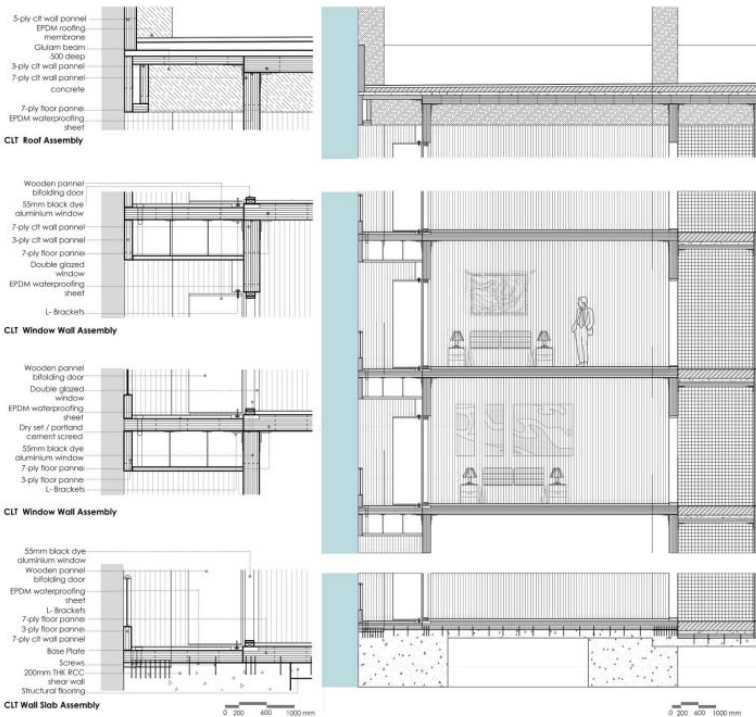 5-ply clt wall pannel
EPDM roofing
membrane
Glulam beam
500 deep
3-ply clt wall pannel
7-ply clt wall pannel
concrete
7-ply floor panne
EPDM waterproofing
sheet
CLT Roof Assembly
Wooden pannel
bifolding door
55mm black dye
aluminium window
7-ply clt wall pannel
3-ply clt wall pannel
7-ply floor panne
Double glazed
window
EPDM waterproofing
sheet
L- Brackets
CLT Window Wall Assembly
Wooden pannel
bifolding door
Double glazed
window
EPDM waterproofing
sheet
Dry set / portland
cement screed
55mm black dye
aluminium window
7-ply floor panne
3-ply floor panne
L- Brackets
CLT Window Wall Assembly
55mm black dye
aluminium window
Wooden pannel
bifolding door
EPDM waterproofing
sheet
L- Brackets
7-ply floor panne
3-ply floor panne
7-ply clt wall pannel
Base Plate
Screws
200mm THK RCC
shear wall
Structural flooring
CLT Wall Slab Assembly
0 200 600 1000 mm
0 200 600 1000 mm